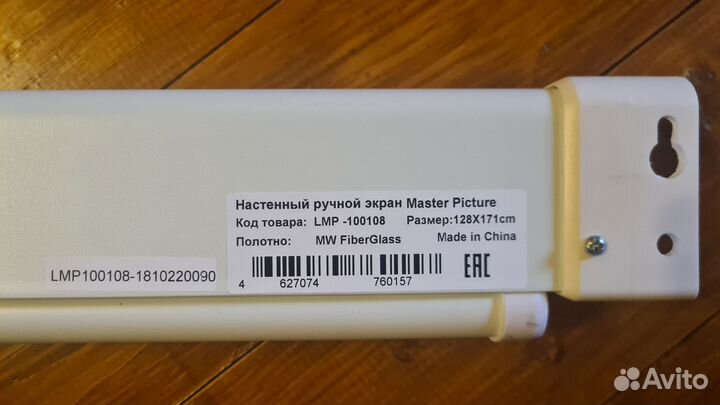 Настенный ручной экран Master Picture
Код товара: LMP -100108 Размер:128X171cm
Полотно: MW FiberGlass Made in China
4 627074 760157 EAC
LMP100108-1810220090
Avito